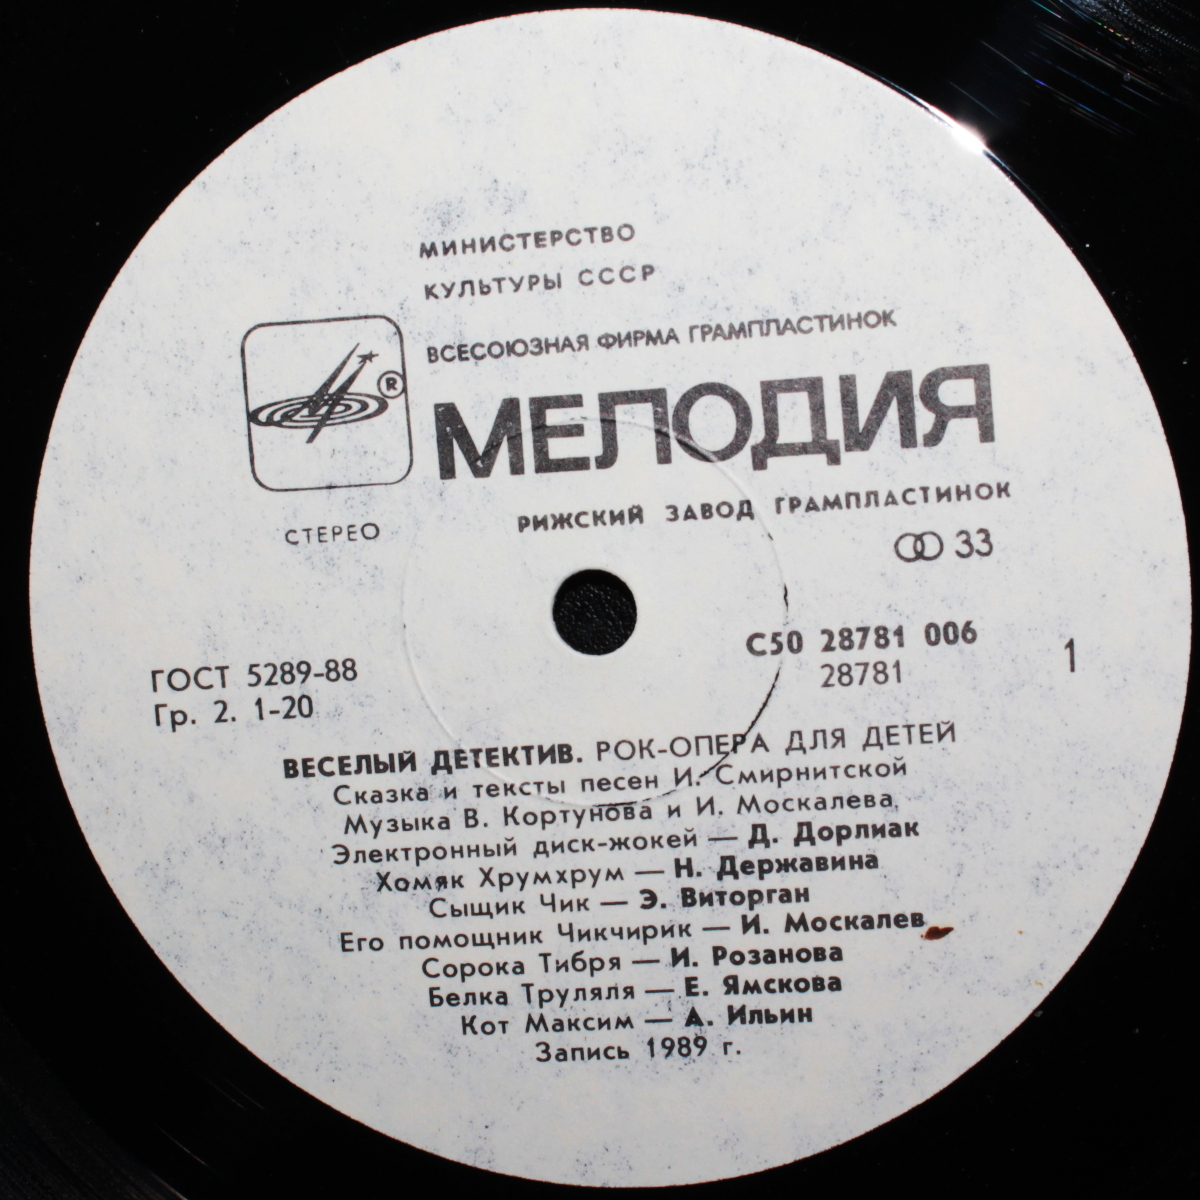 МИНИСТЕРСТВО
КУЛЬТУРЫ СССР
ВСЕСОЮЗНАЯ ФИРМА ГРАМПЛАСТИНОК
®
МЕЛОДИЯ
РИЖСКИЙ ЗАВОД ГРАМПЛАСТИНОК
СТЕРЕО
33
ГОСТ 5289-88
Гр. 2. 1-20
С50 28781 006
28781
1
ВЕСЕЛЫЙ ДЕТЕКТИВ. РОК-ОПЕРА ДЛЯ ДЕТЕЙ
Сказка и тексты песен И. Смирнитской
Музыка В. Кортунова и И. Москалева
Электронный диск-жокей — Д. Дорлиак
Хомяк Хрумхрум — Н. Державина
Сыщик Чик — Э. Виторган
Его помощник Чикчирик — И. Москалев
Сорока Тибря — И. Розанова
Белка Труляля — Е. Ямскова
Кот Максим — А. Ильин
Запись 1989 г.